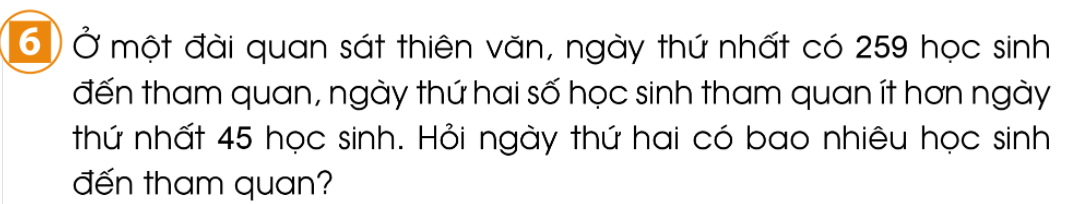 6 Ở một đài quan sát thiên văn, ngày thứ nhất có 259 học sinh
đến tham quan, ngày thứ hai số học sinh tham quan ít hơn ngày
thứ nhất 45 học sinh. Hỏi ngày thứ hai có bao nhiêu học sinh
đến tham quan?